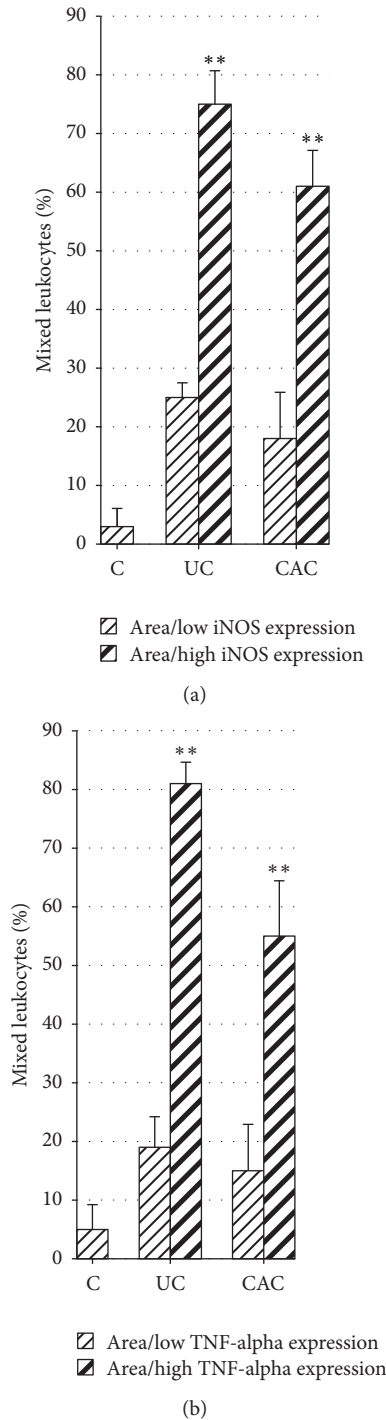 90
80
70
60
50
40
30
20
10
0
Mixed leukocytes (%)
**
**
C UC CAC
Area/low iNOS expression
Area/high iNOS expression
(a)
90
80
70
60
50
40
30
20
10
0
Mixed leukocytes (%)
**
**
C UC CAC
Area/low TNF-alpha expression
Area/high TNF-alpha expression
(b)